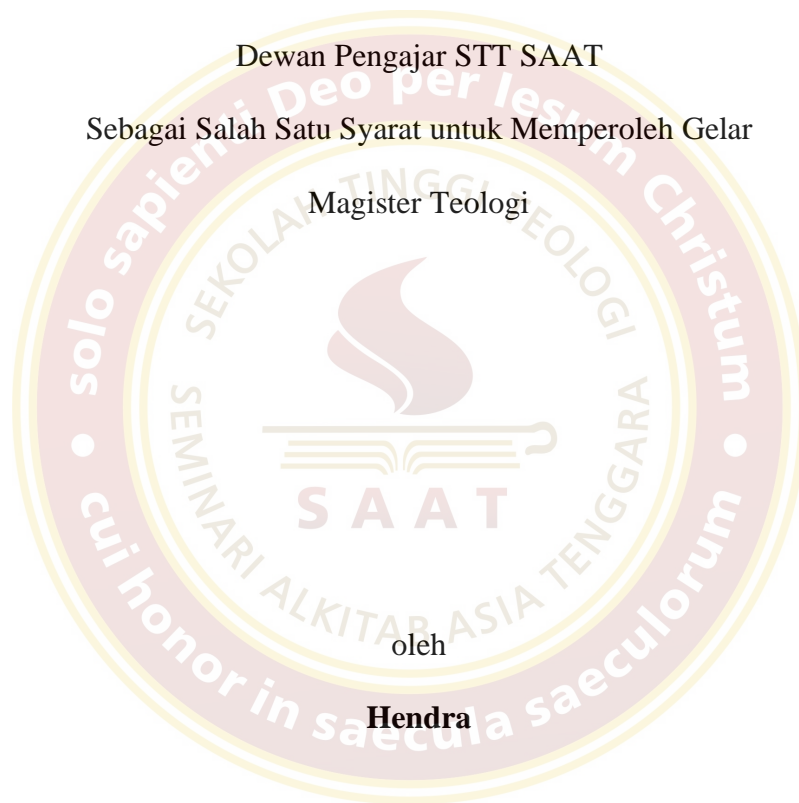 Dewan Pengajar STT SAAT
Sebagai Salah Satu Syarat untuk Memperoleh Gelar
Magister Teologi
solo sapienti Deo per Iesum Christum
cui honor in saecula saeculorum
SEKOLAH TINGGI TEOLOGI
SEMINARI ALKITAB ASIA TENGGARA
SAAT
oleh
Hendra